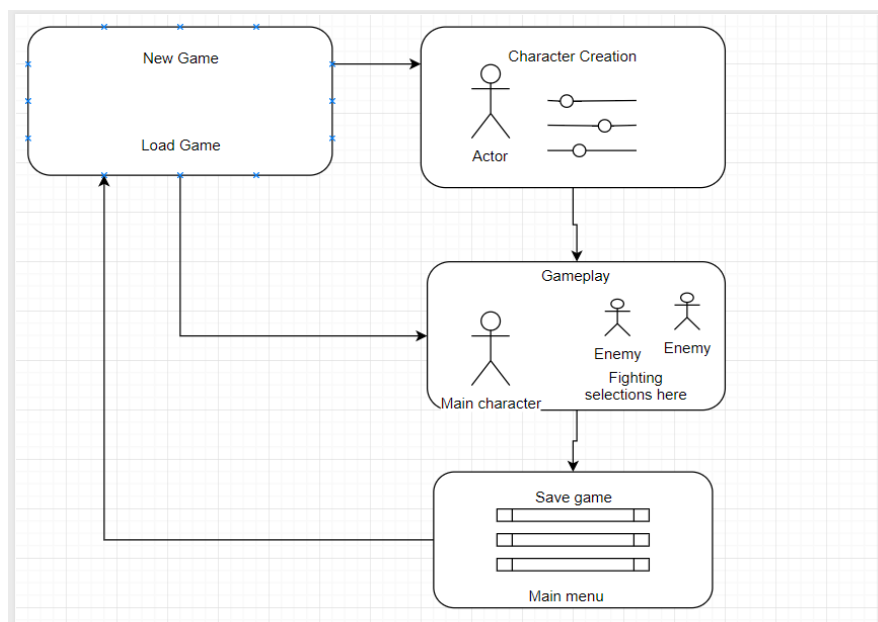 New Game
Load Game
Character Creation
Actor
Gameplay
Enemy
Enemy
Fighting
selections here
Main character
Save game
Main menu